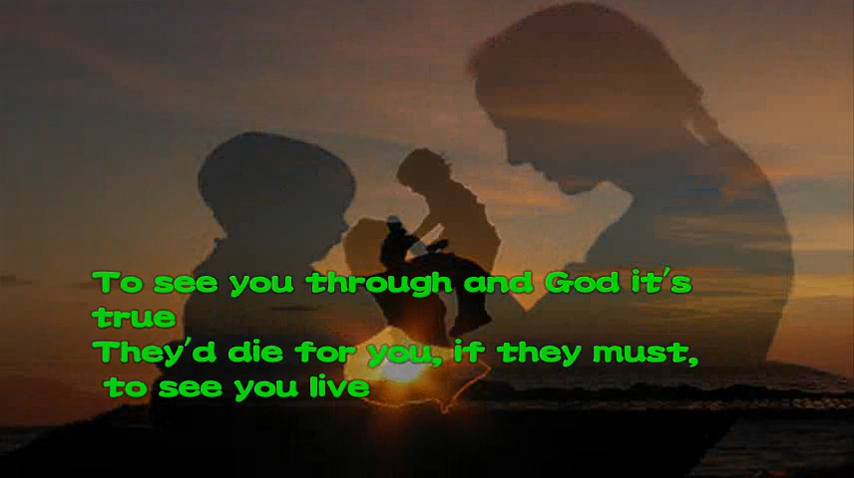 To see you through and God it's
true
They'd die for you, if they must,
to see you live